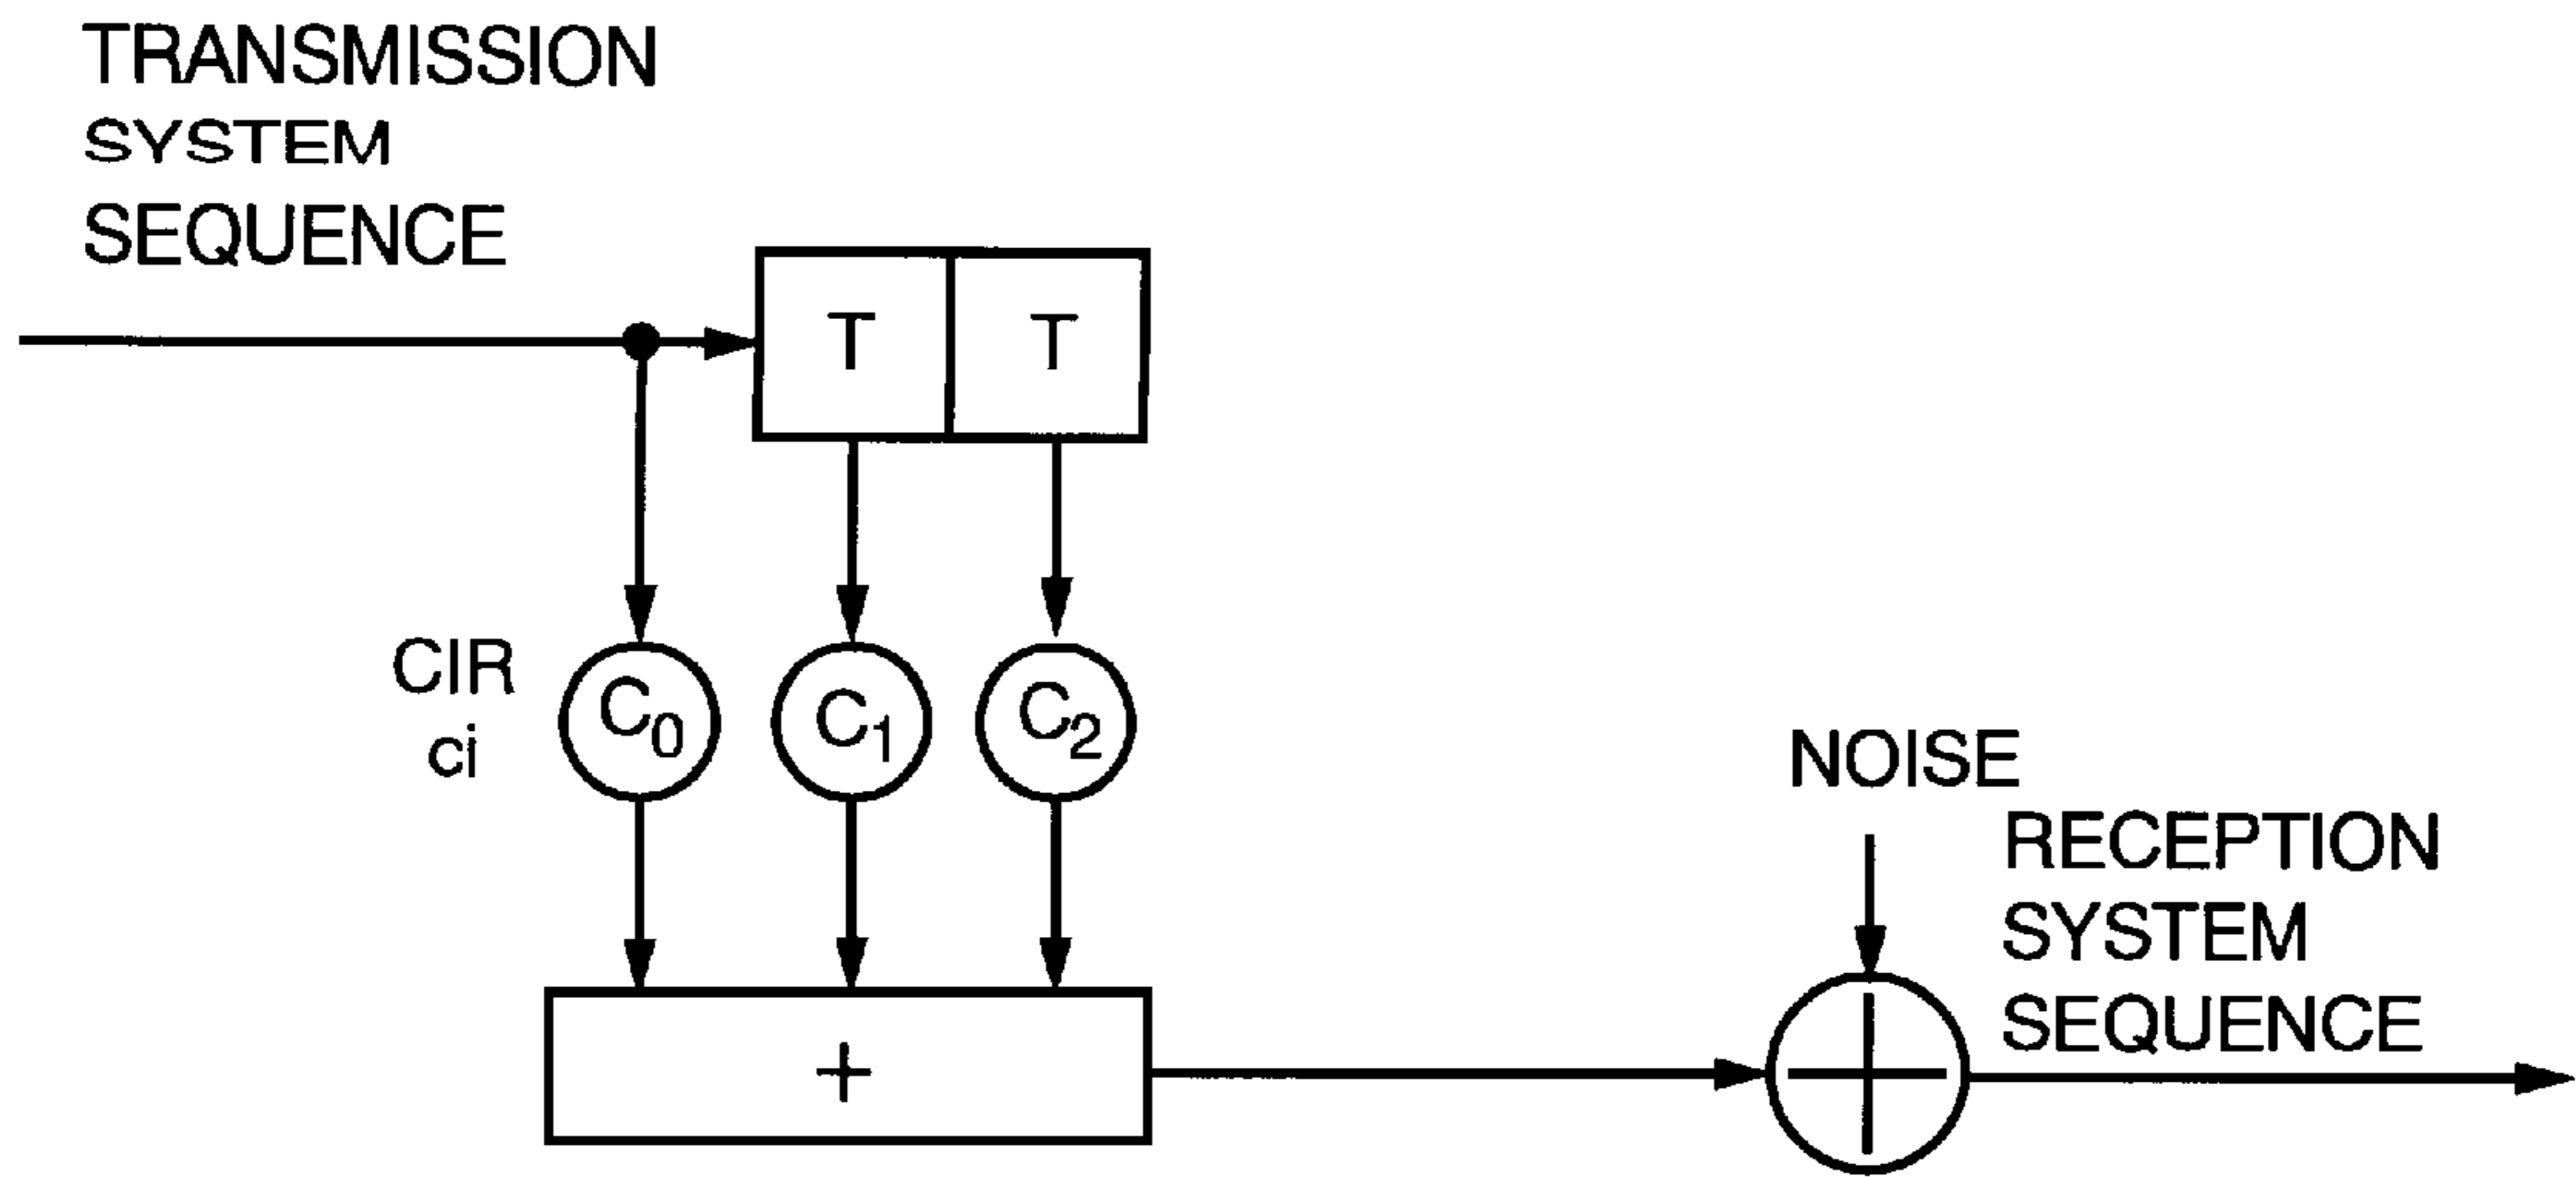 TRANSMISSION
SYSTEM
SEQUENCE
T T
CIR
ci
C0 C1 C2
NOISE
RECEPTION
SYSTEM
SEQUENCE
+